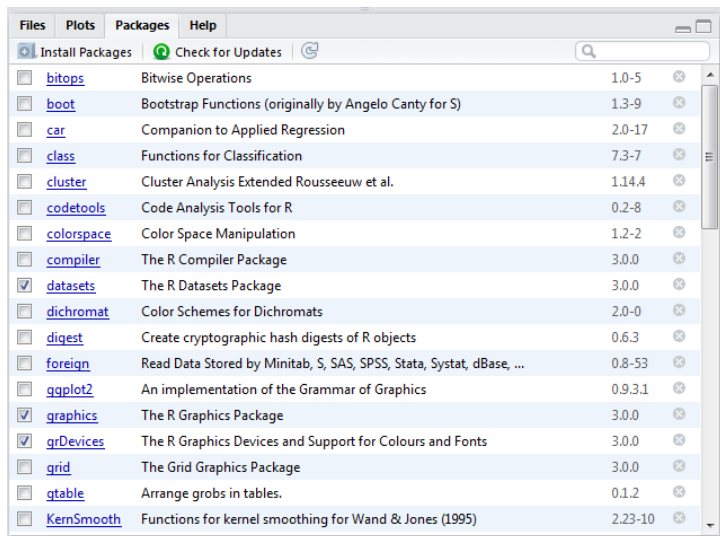 Files Plots Packages Help
Install Packages Check for Updates
bitops Bitwise Operations 1.0-5
boot Bootstrap Functions (originally by Angelo Canty for S) 1.3-9
car Companion to Applied Regression 2.0-17
class Functions for Classification 7.3-7
cluster Cluster Analysis Extended Rousseeuw et al. 1.14.4
codetools Code Analysis Tools for R 0.2-8
colorspace Color Space Manipulation 1.2-2
compiler The R Compiler Package 3.0.0
datasets The R Datasets Package 3.0.0
dichromat Color Schemes for Dichromats 2.0-0
digest Create cryptographic hash digests of R objects 0.6.3
foreign Read Data Stored by Minitab, S, SAS, SPSS, Stata, Systat, dBase, ... 0.8-53
ggplot2 An implementation of the Grammar of Graphics 0.9.3.1
graphics The R Graphics Package 3.0.0
grDevices The R Graphics Devices and Support for Colours and Fonts 3.0.0
grid The Grid Graphics Package 3.0.0
gtable Arrange grobs in tables. 0.1.2
KernSmooth Functions for kernel smoothing for Wand & Jones (1995) 2.23-10